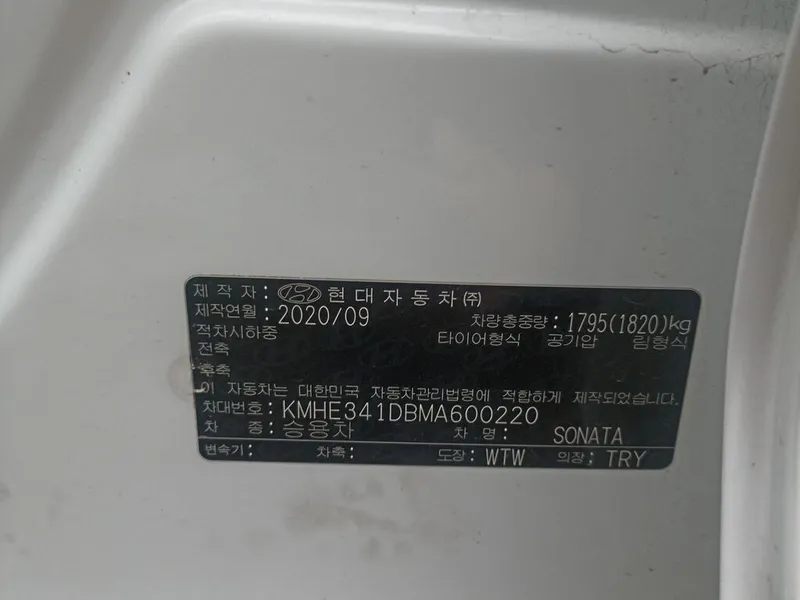 제 작 자 : 현대자동차㈜
제작연월 : 2020/09 차량총중량 : 1795(1820)kg
적차시하중 타이어형식 공기압 림형식
전축
후축
이 자동차는 대한민국 자동차관리법령에 적합하게 제작되었습니다.
차대번호 : KMHE341DBMA600220
차 종 : 승용차 차 명 : SONATA
변속기 : 차축 : 도장 : WTW 의장 : TRY